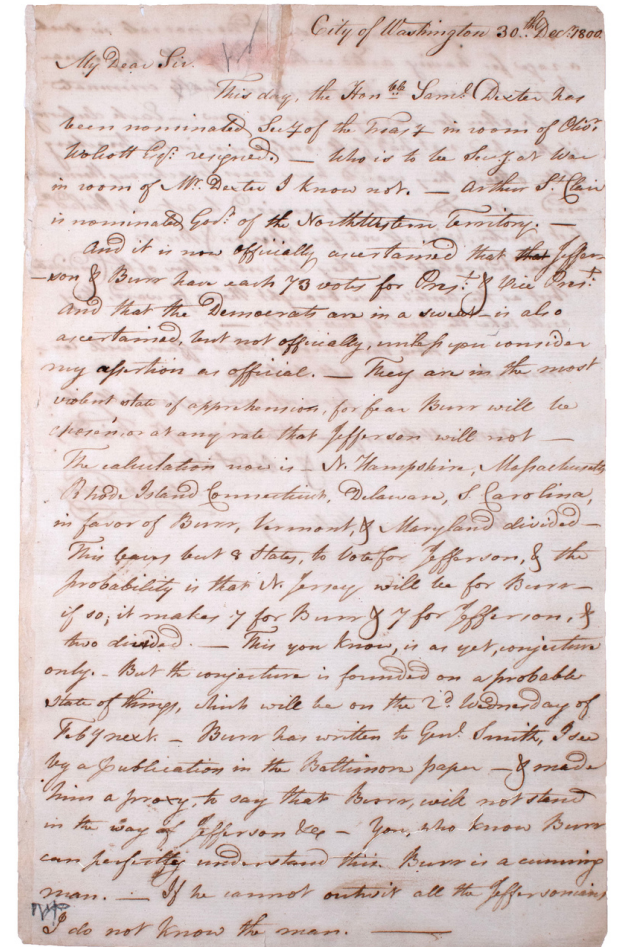 City of Washington 30th. Decr. 1800
My Dear Sir.
This day, the Honble Saml. Dexter has
been nominated Secy of the Treasy in room of Olivr.
Wolcott Esqr. resigned. — Who is to be Secy at War
in room of Mr. Dexter I know not. — Arthur St. Clair
is nominated Govr. of the Northwestern Territory. —
And it is now officially ascertained that that Jeffer-
-son & Burr have each 73 votes for Prest. & Vice Prest.
And that the Democrats are in a sweat is also
ascertained, but not officially, unless you consider
my assertion as official. — They are in the most
violent state of apprehension, for fear Burr will be
chosen, or at any rate that Jefferson will not —
The calculation now is — N. Hampshire, Massachusetts
Rhode Island Connecticut, Delaware, S Carolina,
in favor of Burr, Vermont, & Maryland divided —
This leaves but 8 States, to vote for Jefferson, & the
probability is that N. Jersey will be for Burr —
if so; it makes 7 for Burr & 7 for Jefferson, &
two divided. — This you know, is as yet, conjecture
only. — But the conjecture is founded on a probable
state of things, which will be on the 2d. Wednesday of
Feby next. — Burr has written to Genl. Smith, I see
by a publication in the Baltimore paper — & made
him a proxy, to say that Burr, will not stand
in the way of Jefferson &c — You, who know Burr
can perfectly understand this. Burr is a cunning
man. — If he cannot outwit all the Jeffersonians
I do not know the man. —